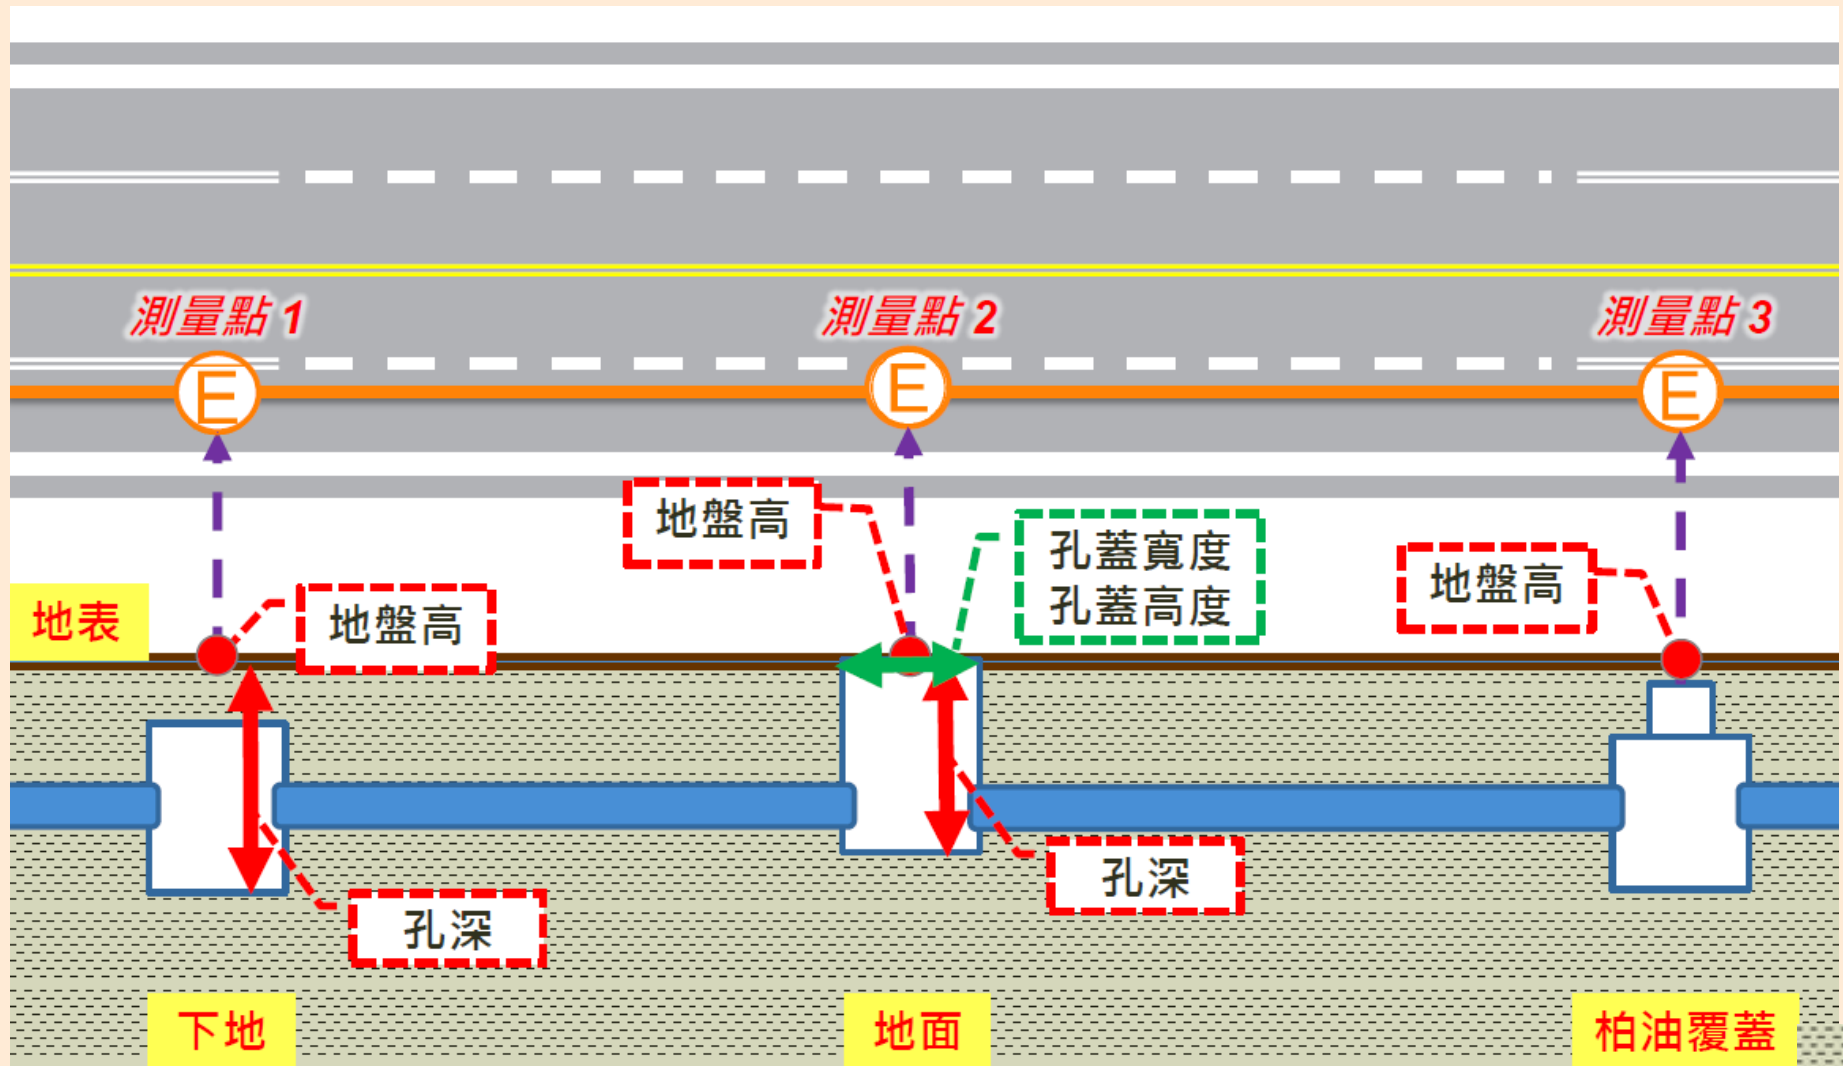 測量點 1
測量點 2
測量點 3
E
E
E
地盤高
孔蓋寬度
孔蓋高度
地盤高
地盤高
地表
孔深
孔深
下地
地面
柏油覆蓋